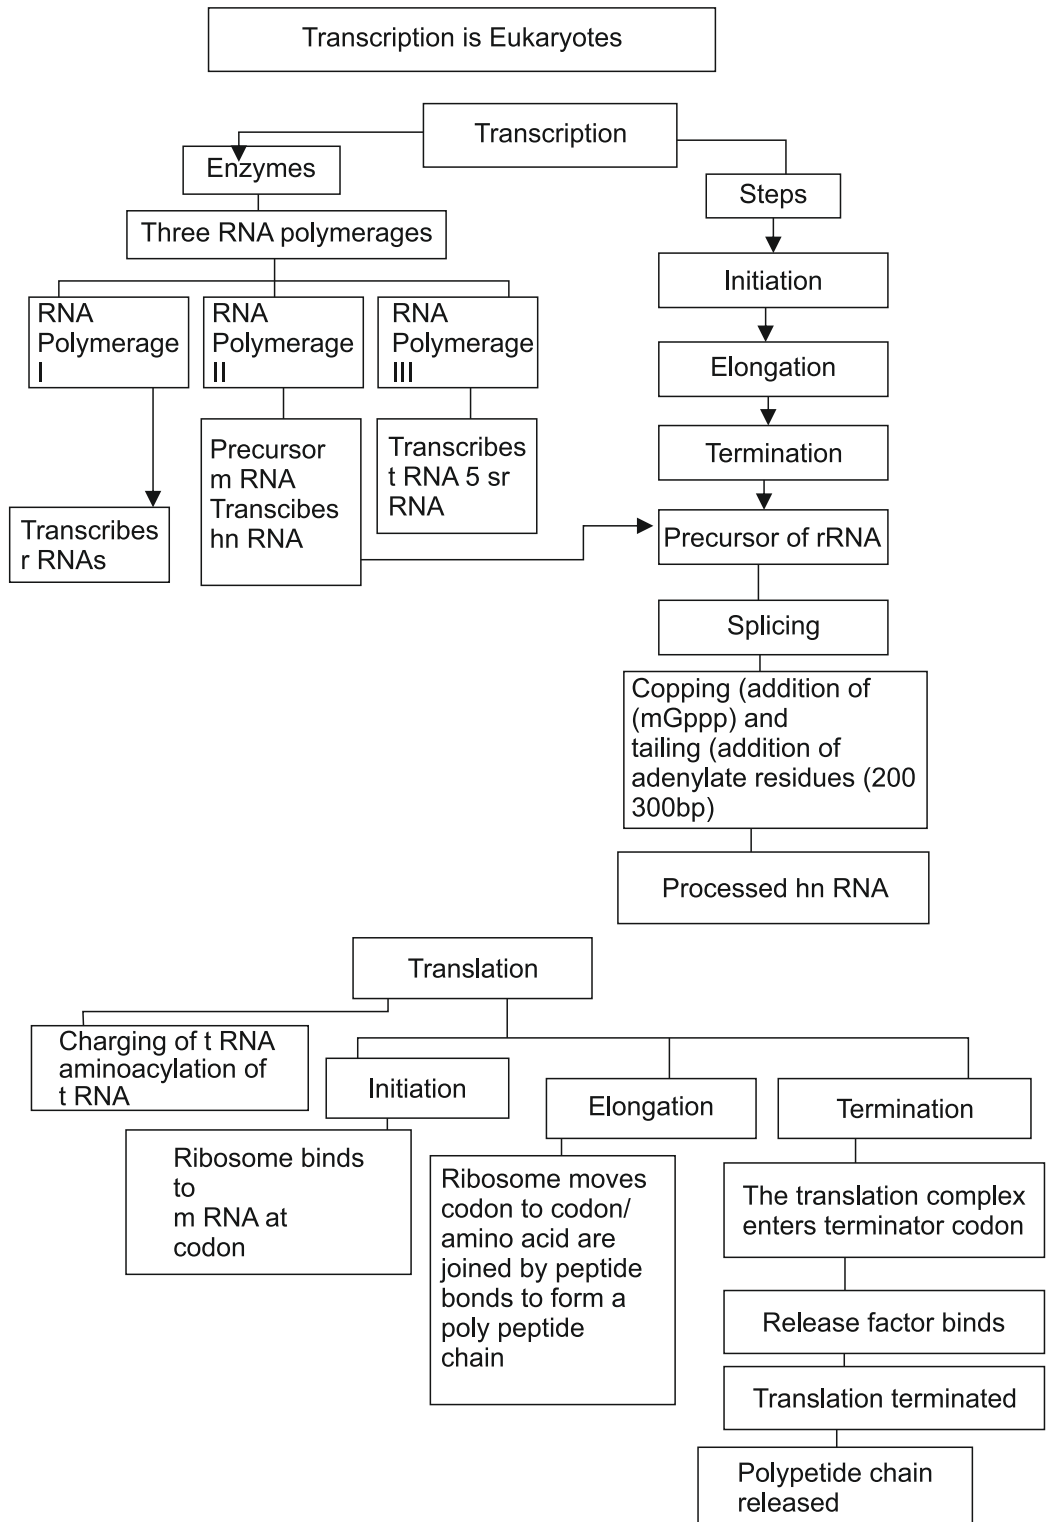 Transcription is Eukaryotes
Transcription
Enzymes
Steps
Three RNA polymerages
Initiation
RNA
Polymerage
I
RNA
Polymerage
II
RNA
Polymerage
III
Elongation
Precursor
m RNA
Transcibes
hn RNA
Transcribes
t RNA 5 sr
RNA
Termination
Transcribes
r RNAs
Precursor of rRNA
Splicing
Copping (addition of
(mGppp) and
tailing (addition of
adenylate residues (200
300bp)
Processed hn RNA
Translation
Charging of t RNA
aminoacylation of
t RNA
Initiation
Elongation
Termination
Ribosome binds
to
m RNA at
codon
Ribosome moves
codon to codon/
amino acid are
joined by peptide
bonds to form a
poly peptide
chain
The translation complex
enters terminator codon
Release factor binds
Translation terminated
Polypetide chain
released